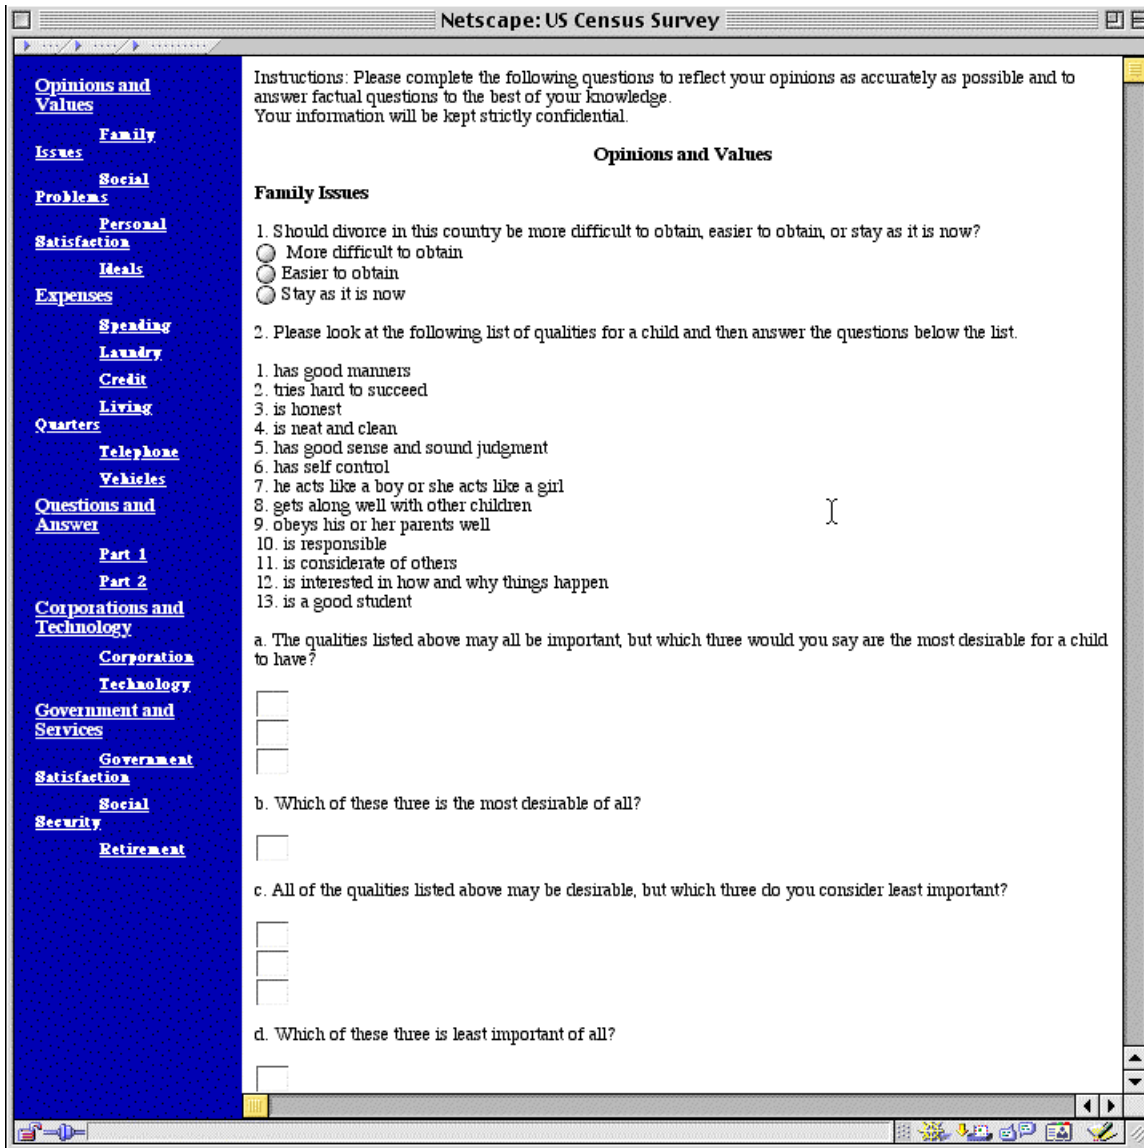 Netscape: US Census Survey
Opinions and
Values
Family
Issues
Social
Problems
Personal
Satisfaction
Ideals
Expenses
Spending
Laundry
Credit
Living
Quarters
Telephone
Vehicles
Questions and
Answer
Part 1
Part 2
Corporations and
Technology
Corporation
Technology
Government and
Services
Government
Satisfaction
Social
Security
Retirement
Instructions: Please complete the following questions to reflect your opinions as accurately as possible and to
answer factual questions to the best of your knowledge.
Your information will be kept strictly confidential.
Opinions and Values
Family Issues
1. Should divorce in this country be more difficult to obtain, easier to obtain, or stay as it is now?
More difficult to obtain
Easier to obtain
Stay as it is now
2. Please look at the following list of qualities for a child and then answer the questions below the list.
1. has good manners
2. tries hard to succeed
3. is honest
4. is neat and clean
5. has good sense and sound judgment
6. has self control
7. he acts like a boy or she acts like a girl
8. gets along well with other children
9. obeys his or her parents well
10. is responsible
11. is considerate of others
12. is interested in how and why things happen
13. is a good student
a. The qualities listed above may all be important, but which three would you say are the most desirable for a child
to have?
b. Which of these three is the most desirable of all?
c. All of the qualities listed above may be desirable, but which three do you consider least important?
d. Which of these three is least important of all?